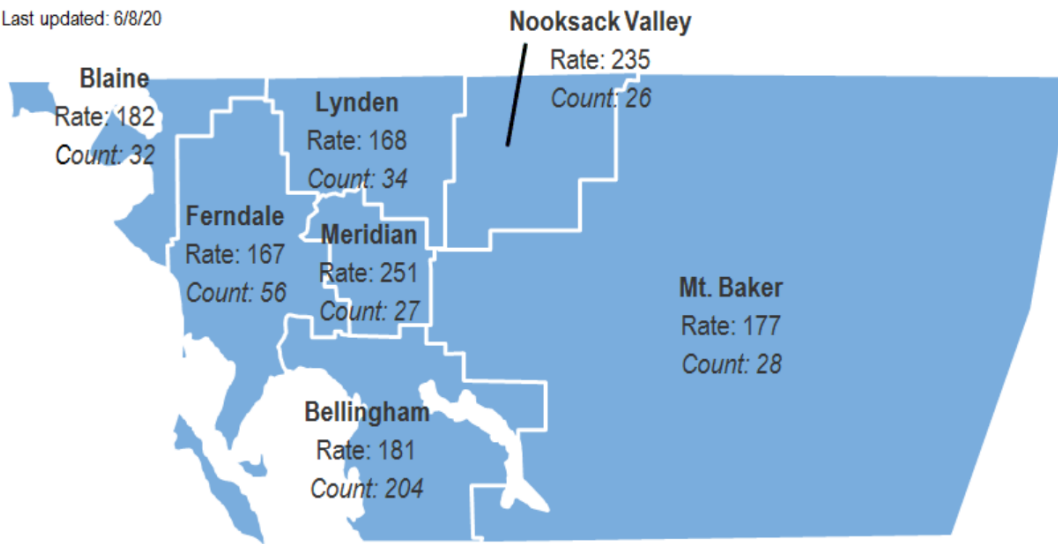 Last updated: 6/8/20
Nooksack Valley
Rate: 235
Count: 26
Blaine
Rate: 182
Count: 32
Lynden
Rate: 168
Count: 34
Ferndale
Rate: 167
Count: 56
Meridian
Rate: 251
Count: 27
Mt. Baker
Rate: 177
Count: 28
Bellingham
Rate: 181
Count: 204